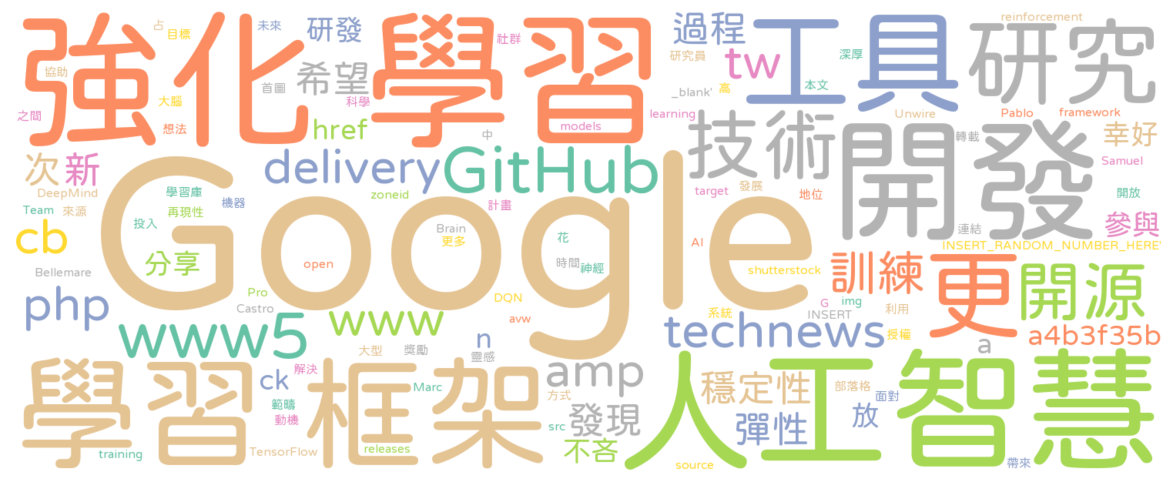 占
未來
目標
研發
強化
學習
協助
希望
首圖
大腦
之間
想法
社群
科學
href
中
models
過程
tw
研究員
_blank'
高
learning
工具
深厚
本文
Unwire
reinforcement
研究
Pablo
framework
幸好
轉載
技術
開發
Samuel
次
新
DeepMind
Team
來源
學習庫
再現性
機器
投入
delivery
GitHub
zoneid
計畫
target
發展
地位
開放
參與
連結
INSERT_RANDOM_NUMBER_HERE'
cb
Bellemare
分享
Google
Brain
更多
花
時間
神經
open
AI
shutterstock
訓練
更
開源
php
Pro
Castro
www5
www
DQN
avw
n
靈感
系統
G
img
INSERT
利用
授權
technews
a
a4b3f35b
大型
獎勵
學習
框架
ck
解決
範疇
動機
Marc
amp
方式
src
發現
不吝
人工智慧
穩定性
彈性
部落格
面對
放
training
TensorFlow
releases
source
帶來